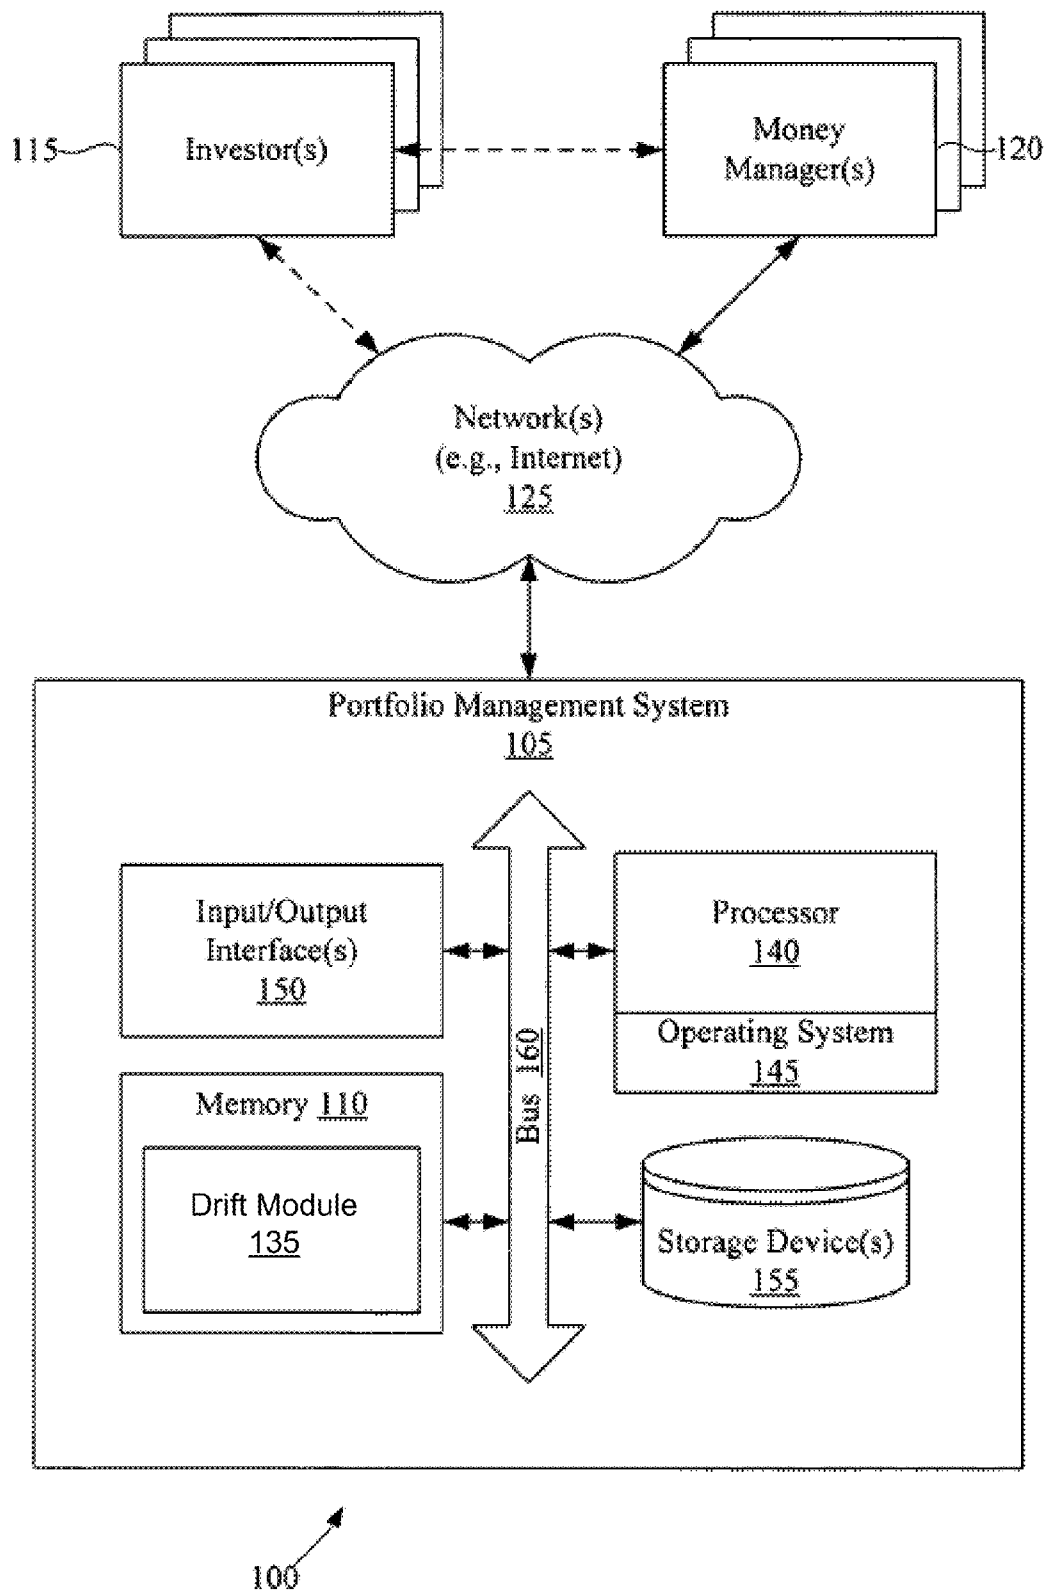 115
Investor(s)
Money
Manager(s)
120
Network(s)
(e.g., Internet)
125
Portfolio Management System
105
Input/Output
Interface(s)
150
Processor
140
Operating System
145
Bus 160
Memory 110
Drift Module
135
Storage Device(s)
155
100